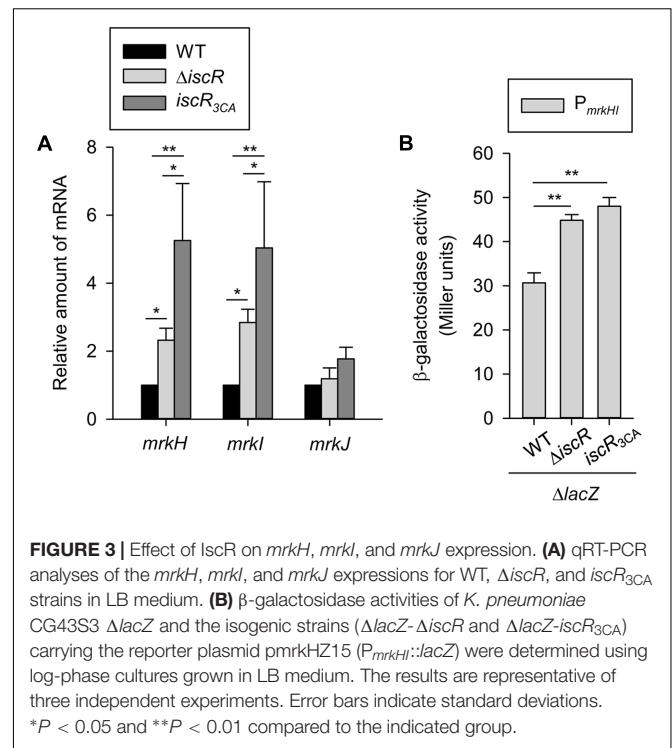 WT
ΔiscR
iscR3CA
A
**
*
**
*
*
*
8
6
4
2
0
Relative amount of mRNA
mrkH
mrkI
mrkJ
PmrkHI
B
**
**
60
50
40
30
20
10
0
β-galactosidase activity
(Miller units)
WT
ΔiscR
iscR3CA
ΔlacZ
FIGURE 3 | Effect of IscR on mrkH, mrkI, and mrkJ expression. (A) qRT-PCR
analyses of the mrkH, mrkI, and mrkJ expressions for WT, ΔiscR, and iscR3CA
strains in LB medium. (B) β-galactosidase activities of K. pneumoniae
CG43S3 ΔlacZ and the isogenic strains (ΔlacZ-ΔiscR and ΔlacZ-iscR3CA)
carrying the reporter plasmid pmrkHZ15 (PmrkHI::lacZ) were determined using
log-phase cultures grown in LB medium. The results are representative of
three independent experiments. Error bars indicate standard deviations.
*P < 0.05 and **P < 0.01 compared to the indicated group.